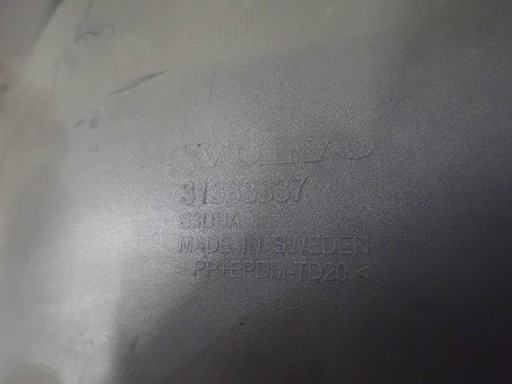 VOLVO
31383337
MADE IN SWEDEN
>PP+EPDM-TD20<